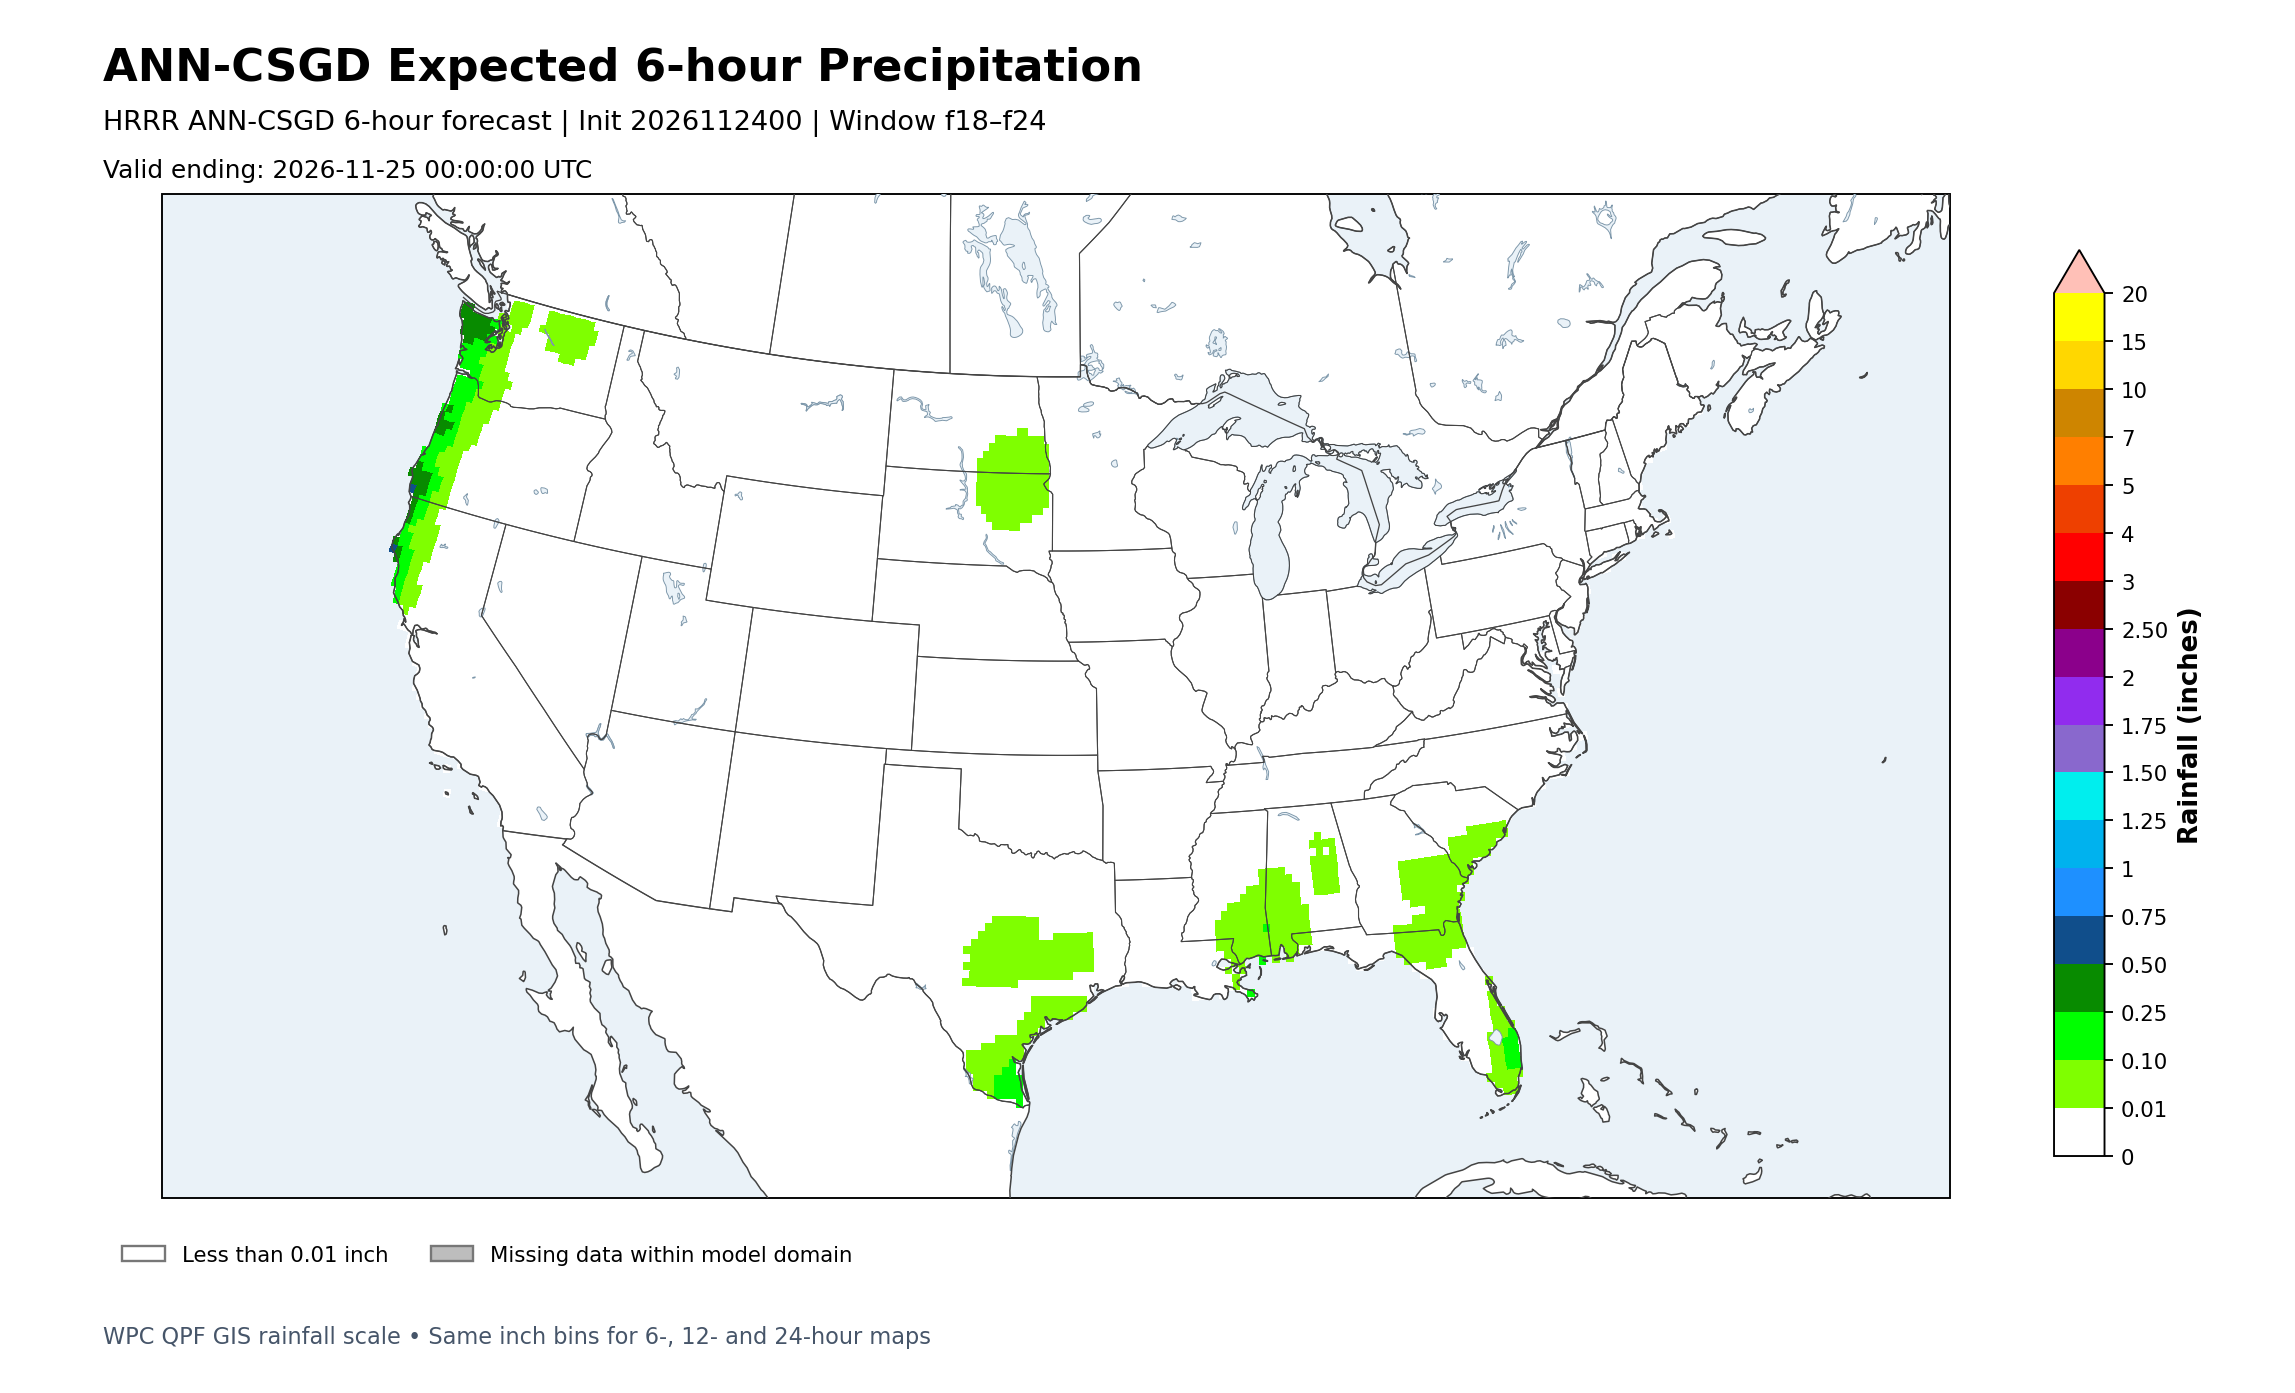 ANN-CSGD Expected 6-hour Precipitation
HRRR ANN-CSGD 6-hour forecast | Init 2026112400 | Window f18–f24
Valid ending: 2026-11-25 00:00:00 UTC
20
15
10
7
5
4
3
2.50
2
1.75
1.50
1.25
1
0.75
0.50
0.25
0.10
0.01
0
Rainfall (inches)
Less than 0.01 inch
Missing data within model domain
WPC QPF GIS rainfall scale • Same inch bins for 6-, 12- and 24-hour maps